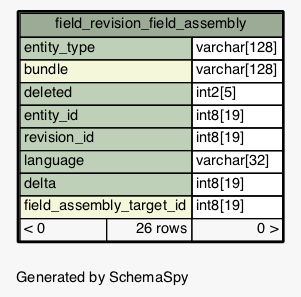 field_revision_field_assembly
entity_type varchar[128]
bundle varchar[128]
deleted int2[5]
entity_id int8[19]
revision_id int8[19]
language varchar[32]
delta int8[19]
field_assembly_target_id int8[19]
< 0 26 rows 0 >
Generated by SchemaSpy